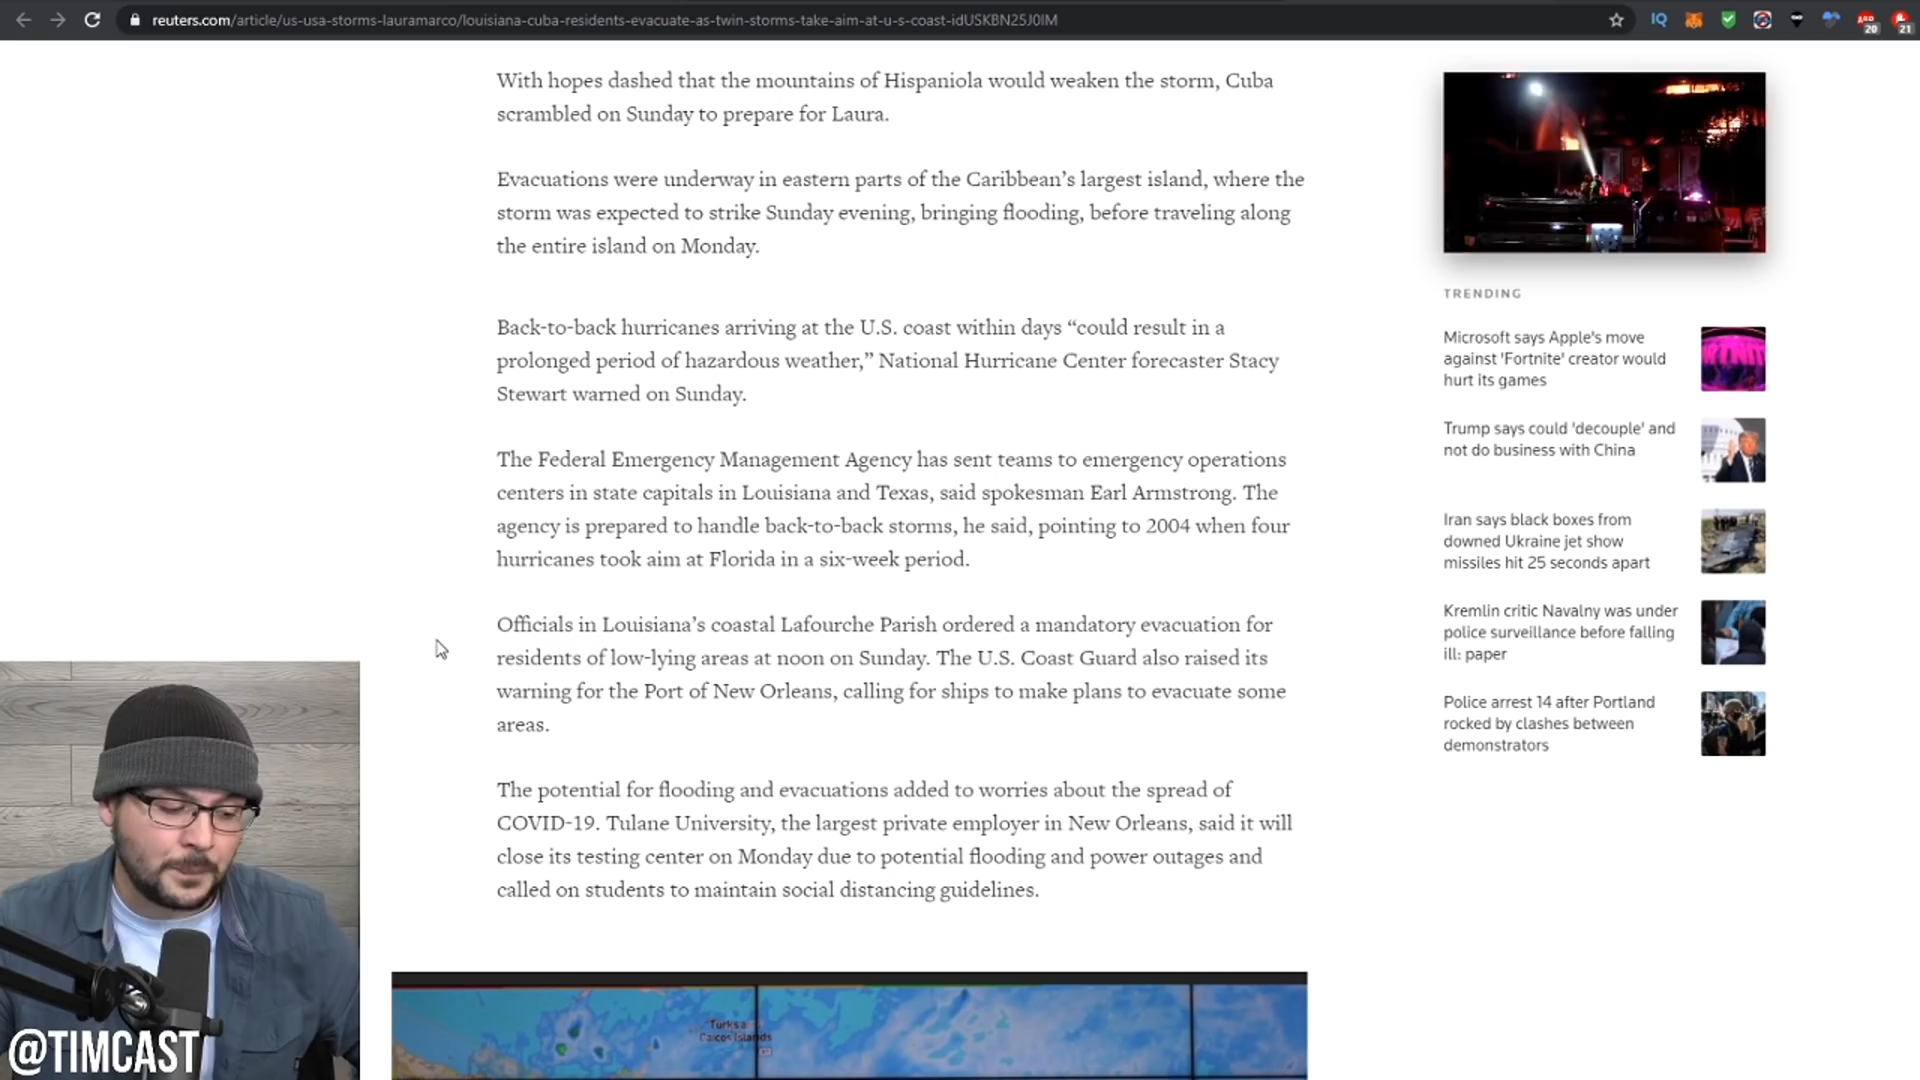 reuters.com/article/us-usa-storms-lauramarco/louisiana-cuba-residents-evacuate-as-twin-storms-take-aim-at-u-s-coast-idUSKBN25J0IM
IQ
20
21
With hopes dashed that the mountains of Hispaniola would weaken the storm, Cuba
scrambled on Sunday to prepare for Laura.
Evacuations were underway in eastern parts of the Caribbean’s largest island, where the
storm was expected to strike Sunday evening, bringing flooding, before traveling along
the entire island on Monday.
Back-to-back hurricanes arriving at the U.S. coast within days “could result in a
prolonged period of hazardous weather,” National Hurricane Center forecaster Stacy
Stewart warned on Sunday.
The Federal Emergency Management Agency has sent teams to emergency operations
centers in state capitals in Louisiana and Texas, said spokesman Earl Armstrong. The
agency is prepared to handle back-to-back storms, he said, pointing to 2004 when four
hurricanes took aim at Florida in a six-week period.
Officials in Louisiana’s coastal Lafourche Parish ordered a mandatory evacuation for
residents of low-lying areas at noon on Sunday. The U.S. Coast Guard also raised its
warning for the Port of New Orleans, calling for ships to make plans to evacuate some
areas.
The potential for flooding and evacuations added to worries about the spread of
COVID-19. Tulane University, the largest private employer in New Orleans, said it will
close its testing center on Monday due to potential flooding and power outages and
called on students to maintain social distancing guidelines.
Caicos Islands
TRENDING
Microsoft says Apple's move
against 'Fortnite' creator would
hurt its games
Trump says could 'decouple' and
not do business with China
Iran says black boxes from
downed Ukraine jet show
missiles hit 25 seconds apart
Kremlin critic Navalny was under
police surveillance before falling
ill: paper
Police arrest 14 after Portland
rocked by clashes between
demonstrators
@TIMCAST